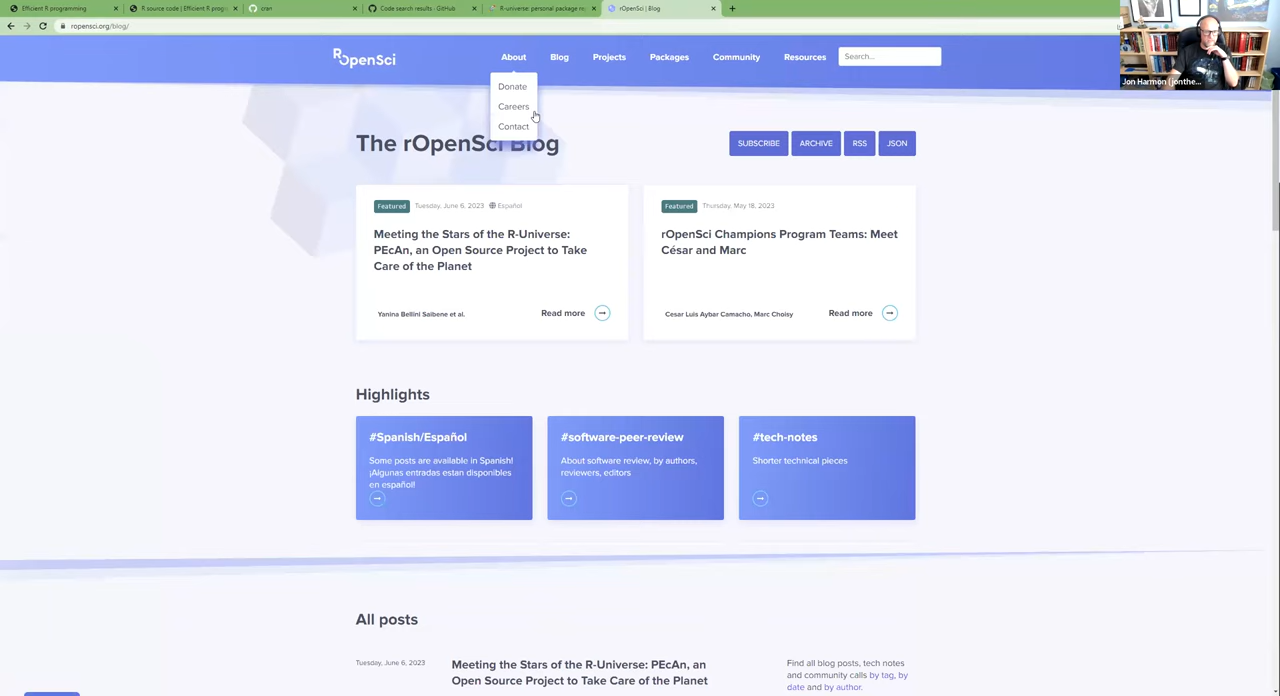 Efficient R programming
R source code | Efficient R prog
cran
Code search results · GitHub
R-universe: personal package re
rOpenSci | Blog
ropensci.org/blog/
rOpenSci
About
Blog
Projects
Packages
Community
Resources
Search...
Donate
Careers
Contact
Jon Harmon (jonthe...
The rOpenSci Blog
SUBSCRIBE
ARCHIVE
RSS
JSON
Featured Tuesday, June 6, 2023 Español
Meeting the Stars of the R-Universe:
PEcAn, an Open Source Project to Take
Care of the Planet
Yanina Bellini Saibene et al.
Read more
Featured Thursday, May 18, 2023
rOpenSci Champions Program Teams: Meet
César and Marc
Cesar Luis Aybar Camacho, Marc Choisy
Read more
Highlights
#Spanish/Español
Some posts are available in Spanish!
¡Algunas entradas estan disponibles
en español!
#software-peer-review
About software review, by authors,
reviewers, editors
#tech-notes
Shorter technical pieces
All posts
Tuesday, June 6, 2023
Meeting the Stars of the R-Universe: PEcAn, an
Open Source Project to Take Care of the Planet
Find all blog posts, tech notes
and community calls by tag, by
date and by author.